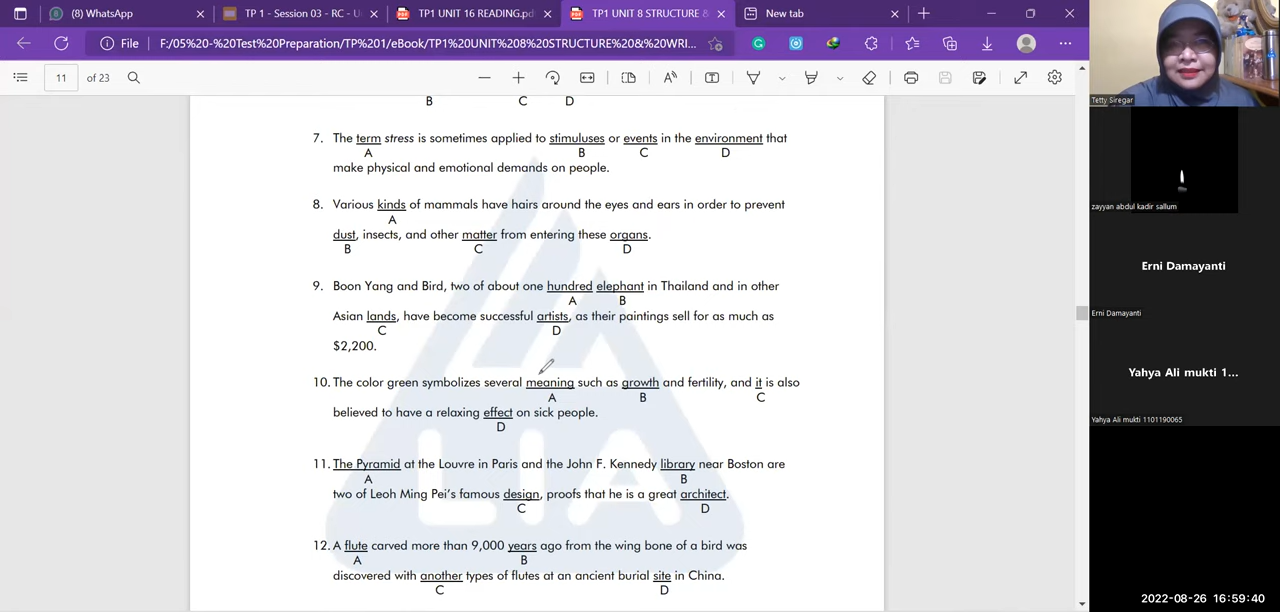 (8) WhatsApp
TP 1 - Session 03 - RC - U
TP1 UNIT 16 READING.pd
TP1 UNIT 8 STRUCTURE &
New tab
File
F:/05%20-%20Test%20Preparation/TP%201/eBook/TP1%20UNIT%208%20STRUCTURE%20&%20WRI...
11
of 23
B C D
7. The term stress is sometimes applied to stimuluses or events in the environment that
A B C D
make physical and emotional demands on people.
8. Various kinds of mammals have hairs around the eyes and ears in order to prevent
A
dust, insects, and other matter from entering these organs.
B C D
9. Boon Yang and Bird, two of about one hundred elephant in Thailand and in other
A B
Asian lands, have become successful artists, as their paintings sell for as much as
C D
$2,200.
10. The color green symbolizes several meaning such as growth and fertility, and it is also
A B C
believed to have a relaxing effect on sick people.
D
11. The Pyramid at the Louvre in Paris and the John F. Kennedy library near Boston are
A B
two of Leoh Ming Pei's famous design, proofs that he is a great architect.
C D
12. A flute carved more than 9,000 years ago from the wing bone of a bird was
A B
discovered with another types of flutes at an ancient burial site in China.
C D
LIA
Tetty Siregar
zayyan abdul kadir sallum
Erni Damayanti
Erni Damayanti
Yahya Ali mukti 1...
Yahya Ali mukti 1101190065
2022-08-26 16:59:40